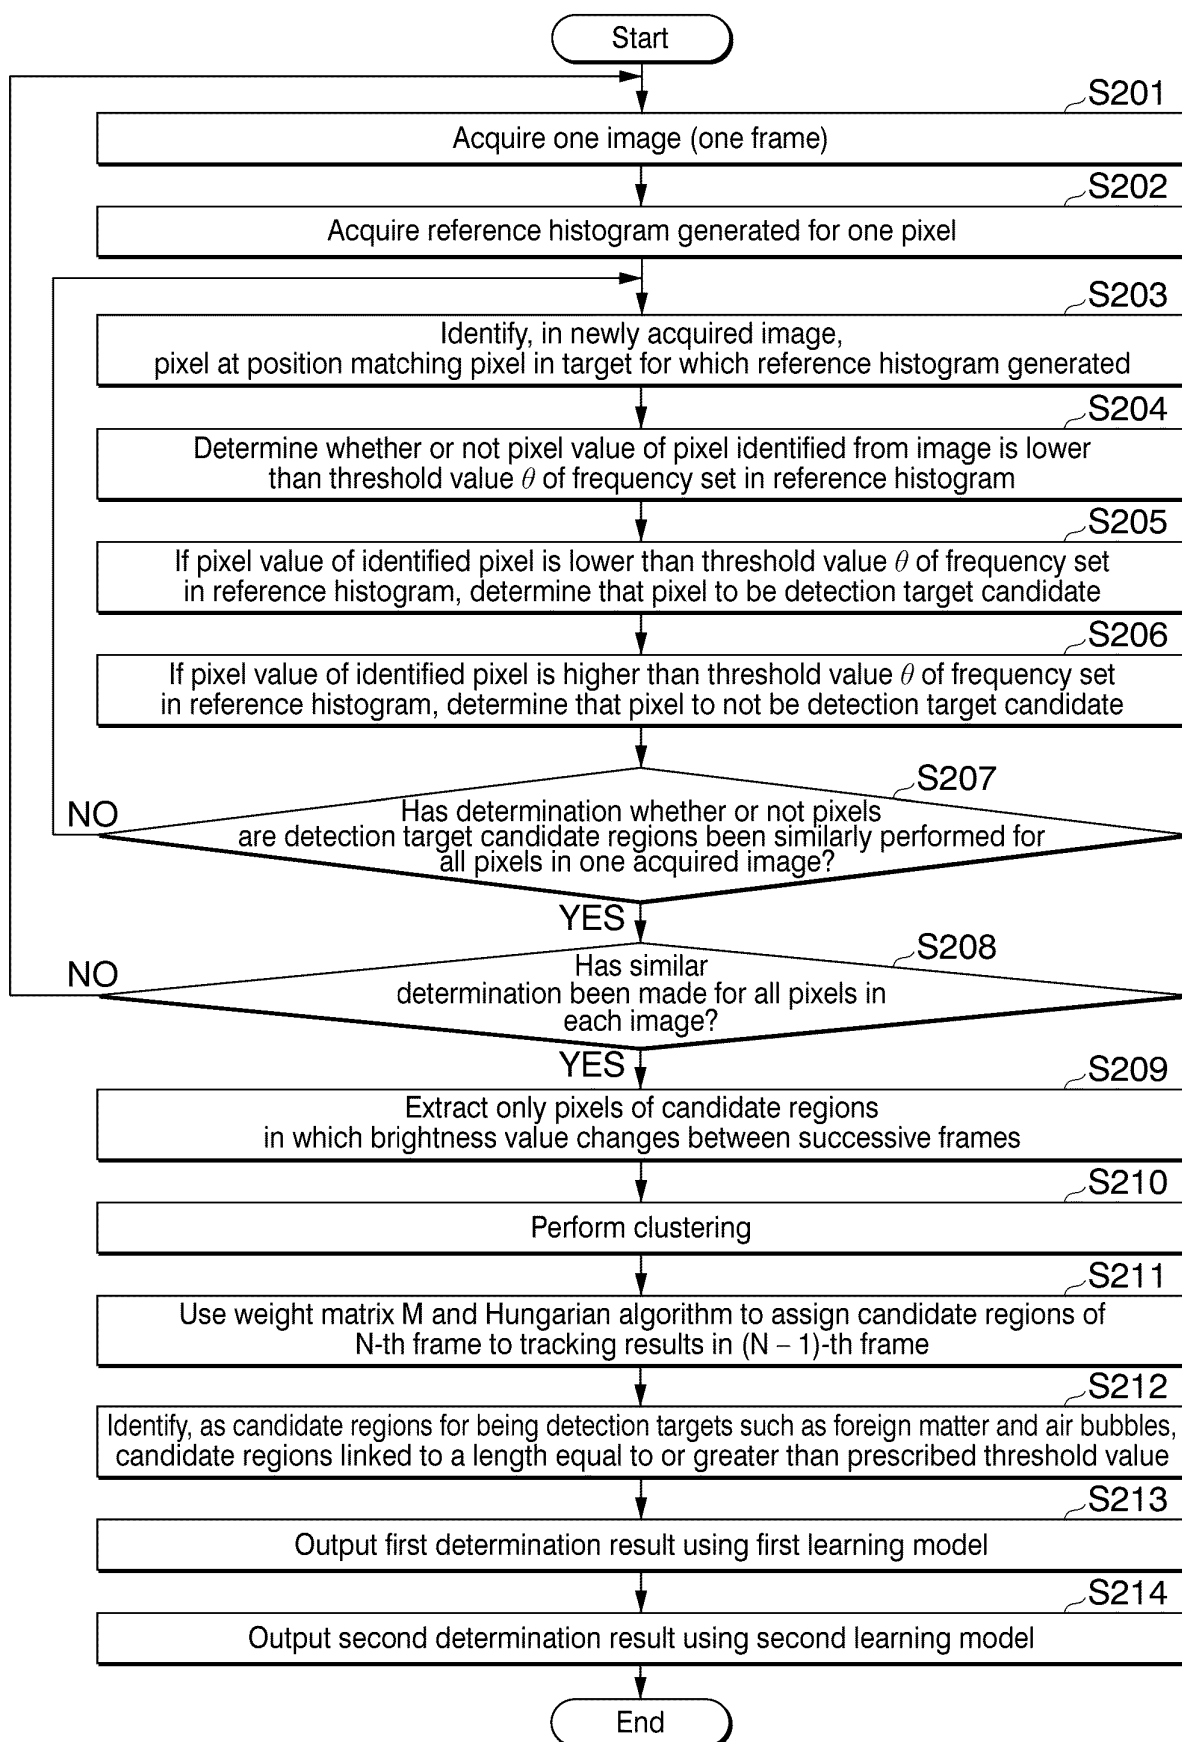 Start
S201
Acquire one image (one frame)
S202
Acquire reference histogram generated for one pixel
S203
Identify, in newly acquired image,
pixel at position matching pixel in target for which reference histogram generated
S204
Determine whether or not pixel value of pixel identified from image is lower
than threshold value θ of frequency set in reference histogram
S205
If pixel value of identified pixel is lower than threshold value θ of frequency set
in reference histogram, determine that pixel to be detection target candidate
S206
If pixel value of identified pixel is higher than threshold value θ of frequency set
in reference histogram, determine that pixel to not be detection target candidate
S207
NO
Has determination whether or not pixels
are detection target candidate regions been similarly performed for
all pixels in one acquired image?
YES
S208
NO
Has similar
determination been made for all pixels in
each image?
YES
S209
Extract only pixels of candidate regions
in which brightness value changes between successive frames
S210
Perform clustering
S211
Use weight matrix M and Hungarian algorithm to assign candidate regions of
N-th frame to tracking results in (N − 1)-th frame
S212
Identify, as candidate regions for being detection targets such as foreign matter and air bubbles,
candidate regions linked to a length equal to or greater than prescribed threshold value
S213
Output first determination result using first learning model
S214
Output second determination result using second learning model
End